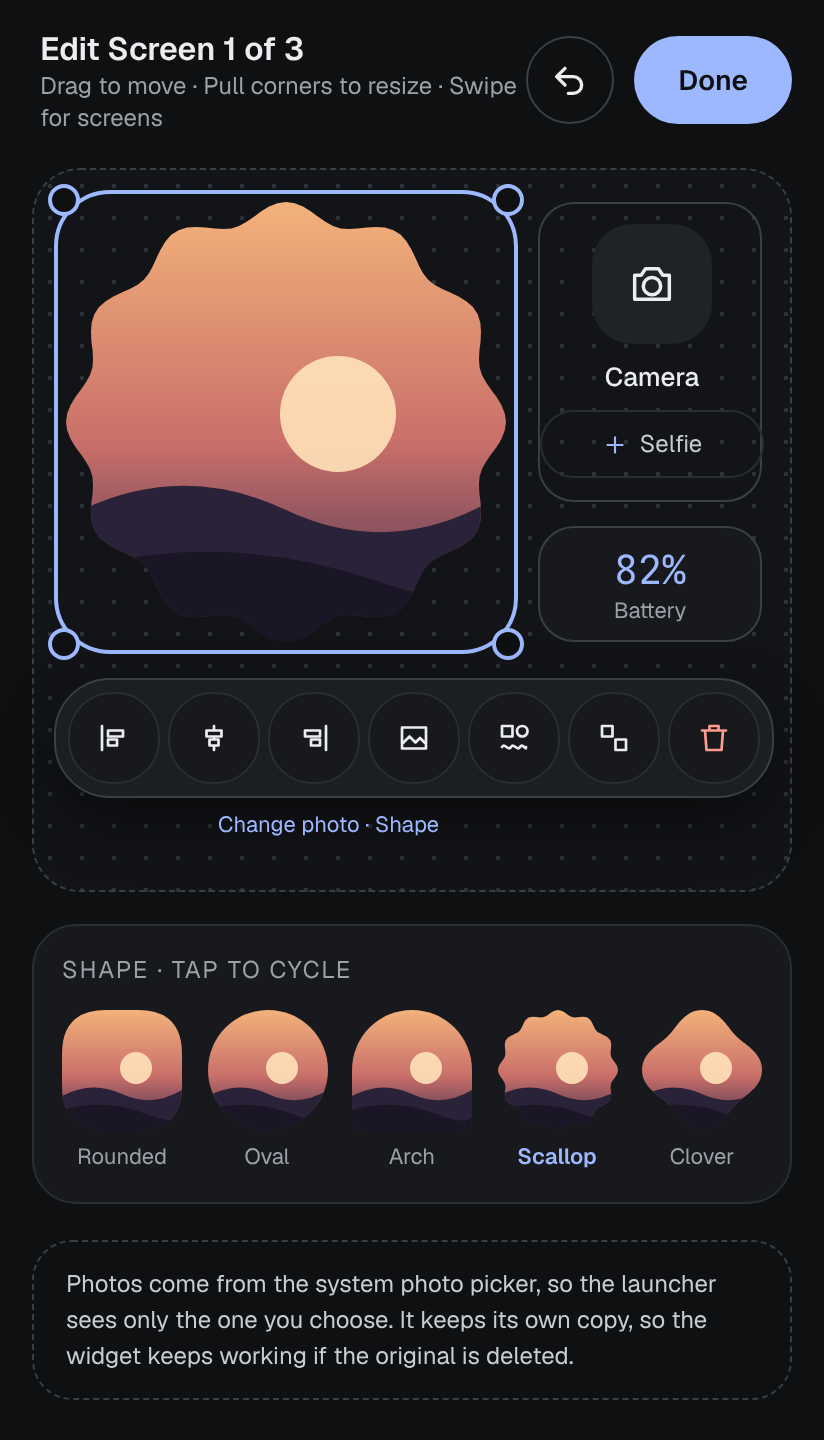 Edit Screen 1 of 3
Drag to move · Pull corners to resize · Swipe
for screens
Done
Camera
+ Selfie
82%
Battery
Change photo · Shape
SHAPE · TAP TO CYCLE
Rounded
Oval
Arch
Scallop
Clover
Photos come from the system photo picker, so the launcher
sees only the one you choose. It keeps its own copy, so the
widget keeps working if the original is deleted.